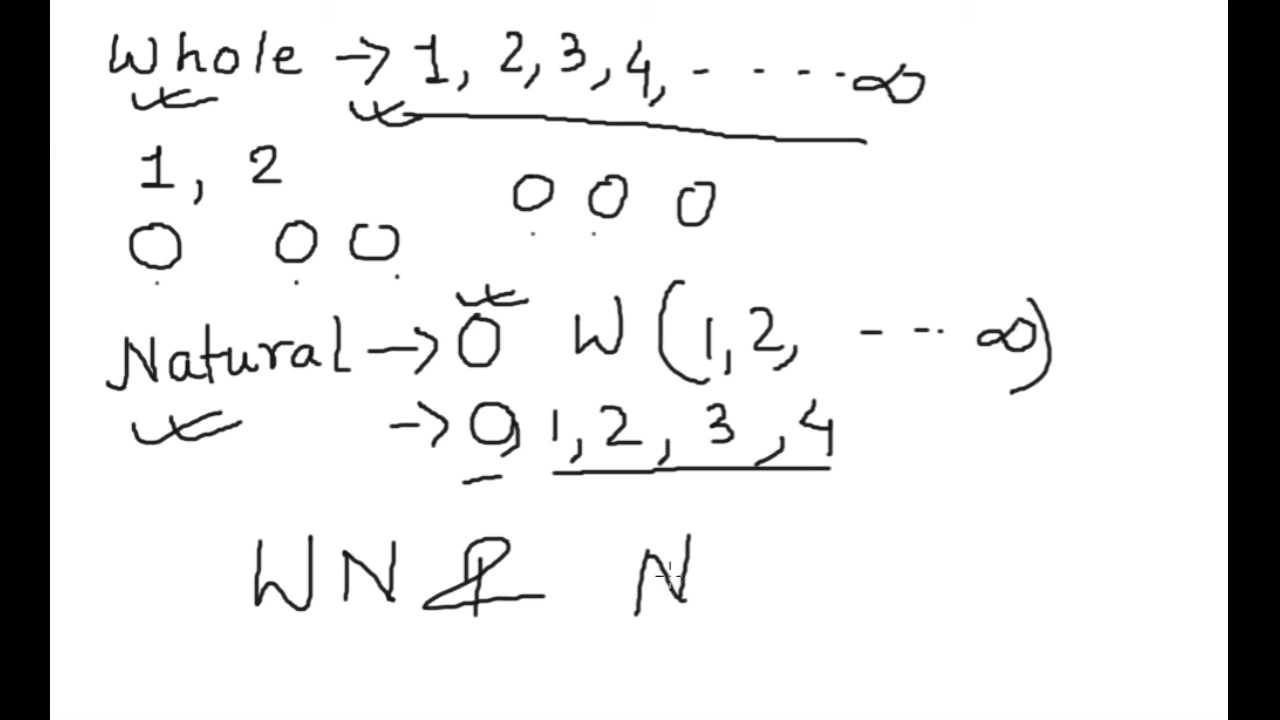 Whole → 1, 2, 3, 4, - - - - ∞
1, 2
0 0 0
0 0 0
Natural → 0 W (1, 2, - - - ∞)
→ 0, 1, 2, 3, 4
WN & N